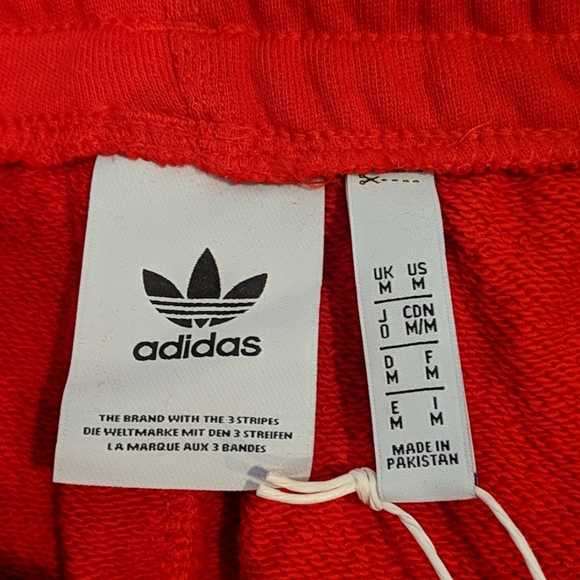 adidas
THE BRAND WITH THE 3 STRIPES
DIE WELTMARKE MIT DEN 3 STREIFEN
LA MARQUE AUX 3 BANDES
UK US
M M
J CDN
O M/M
D F
M M
E I
M M
MADE IN
PAKISTAN